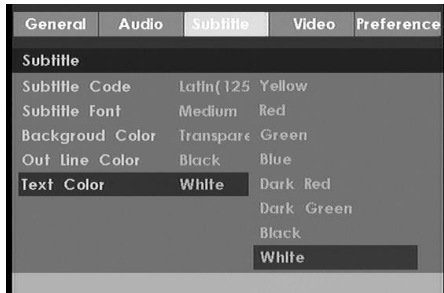 General Audio Subtitle Video Preference
Subtitle
Subtitle Code Latin(125 Yellow
Subtitle Font Medium Red
Backgroud Color Transpare Green
Out Line Color Black Blue
Text Color White Dark Red
Dark Green
Black
White